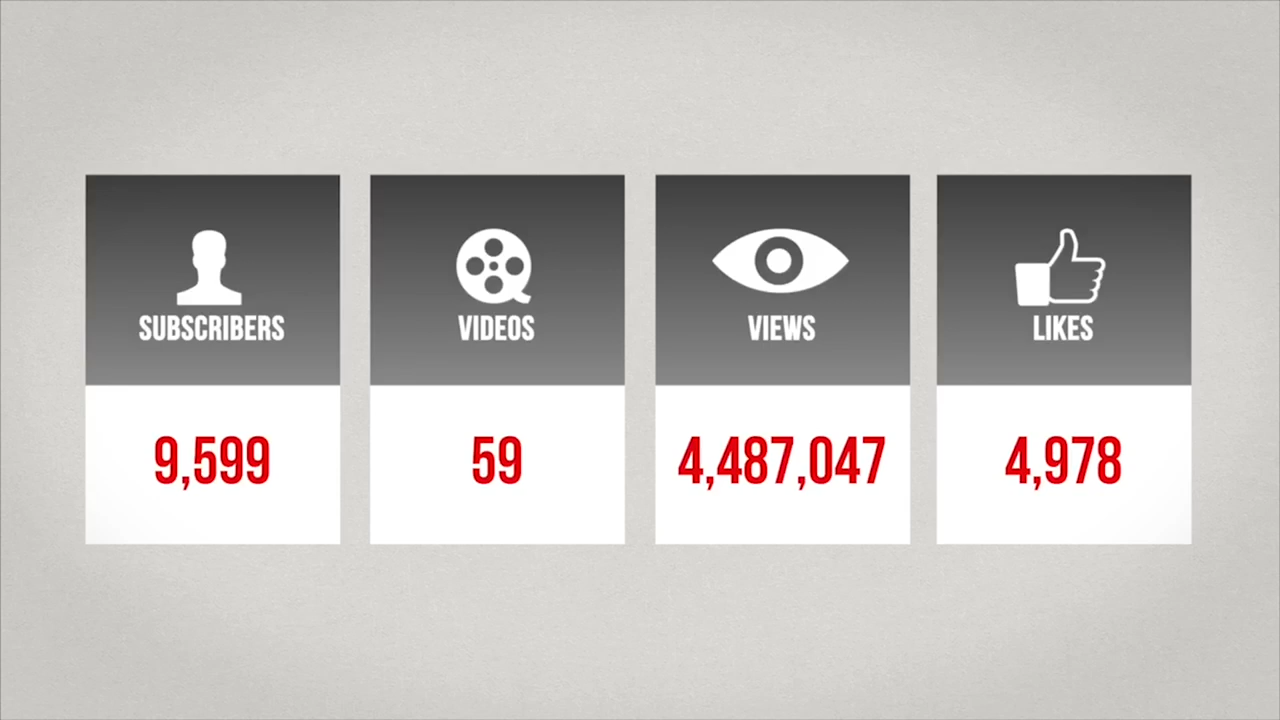 SUBSCRIBERS
VIDEOS
VIEWS
LIKES
9,599
59
4,487,047
4,978